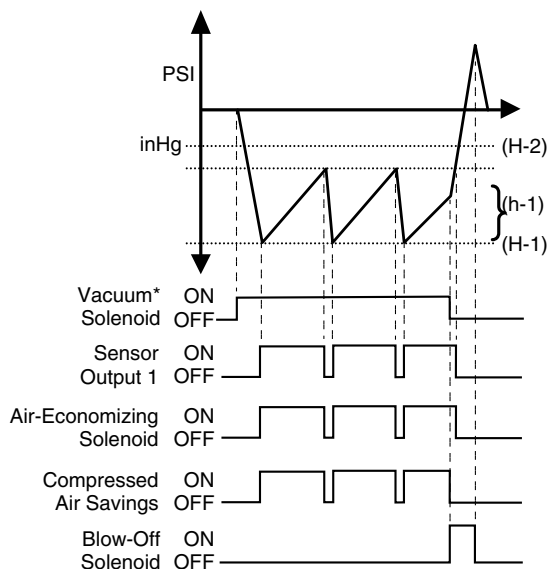 PSI
inHg
(H-2)
(h-1)
(H-1)
Vacuum* ON
Solenoid OFF
Sensor ON
Output 1 OFF
Air-Economizing ON
Solenoid OFF
Compressed ON
Air Savings OFF
Blow-Off ON
Solenoid OFF